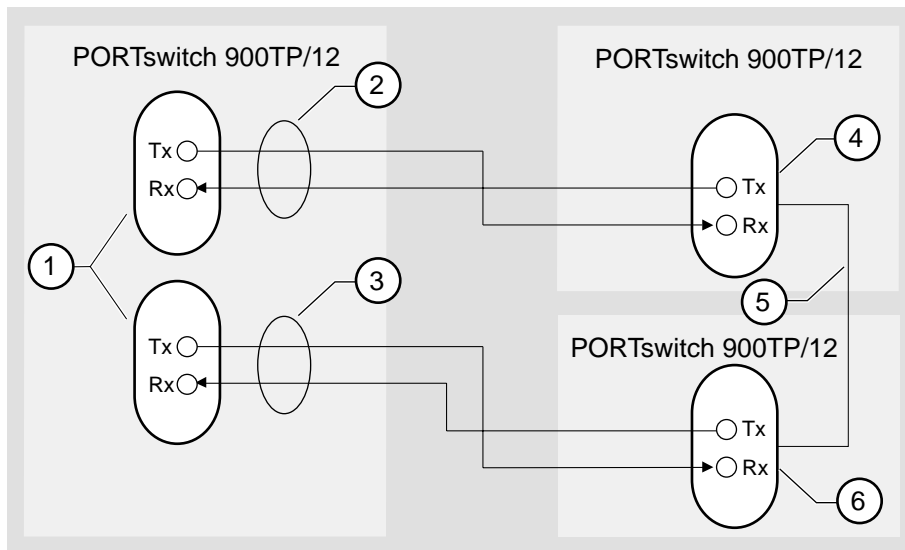 PORTswitch 900TP/12
2
Tx
Rx
1
3
Tx
Rx
PORTswitch 900TP/12
4
Tx
Rx
5
PORTswitch 900TP/12
Tx
Rx
6